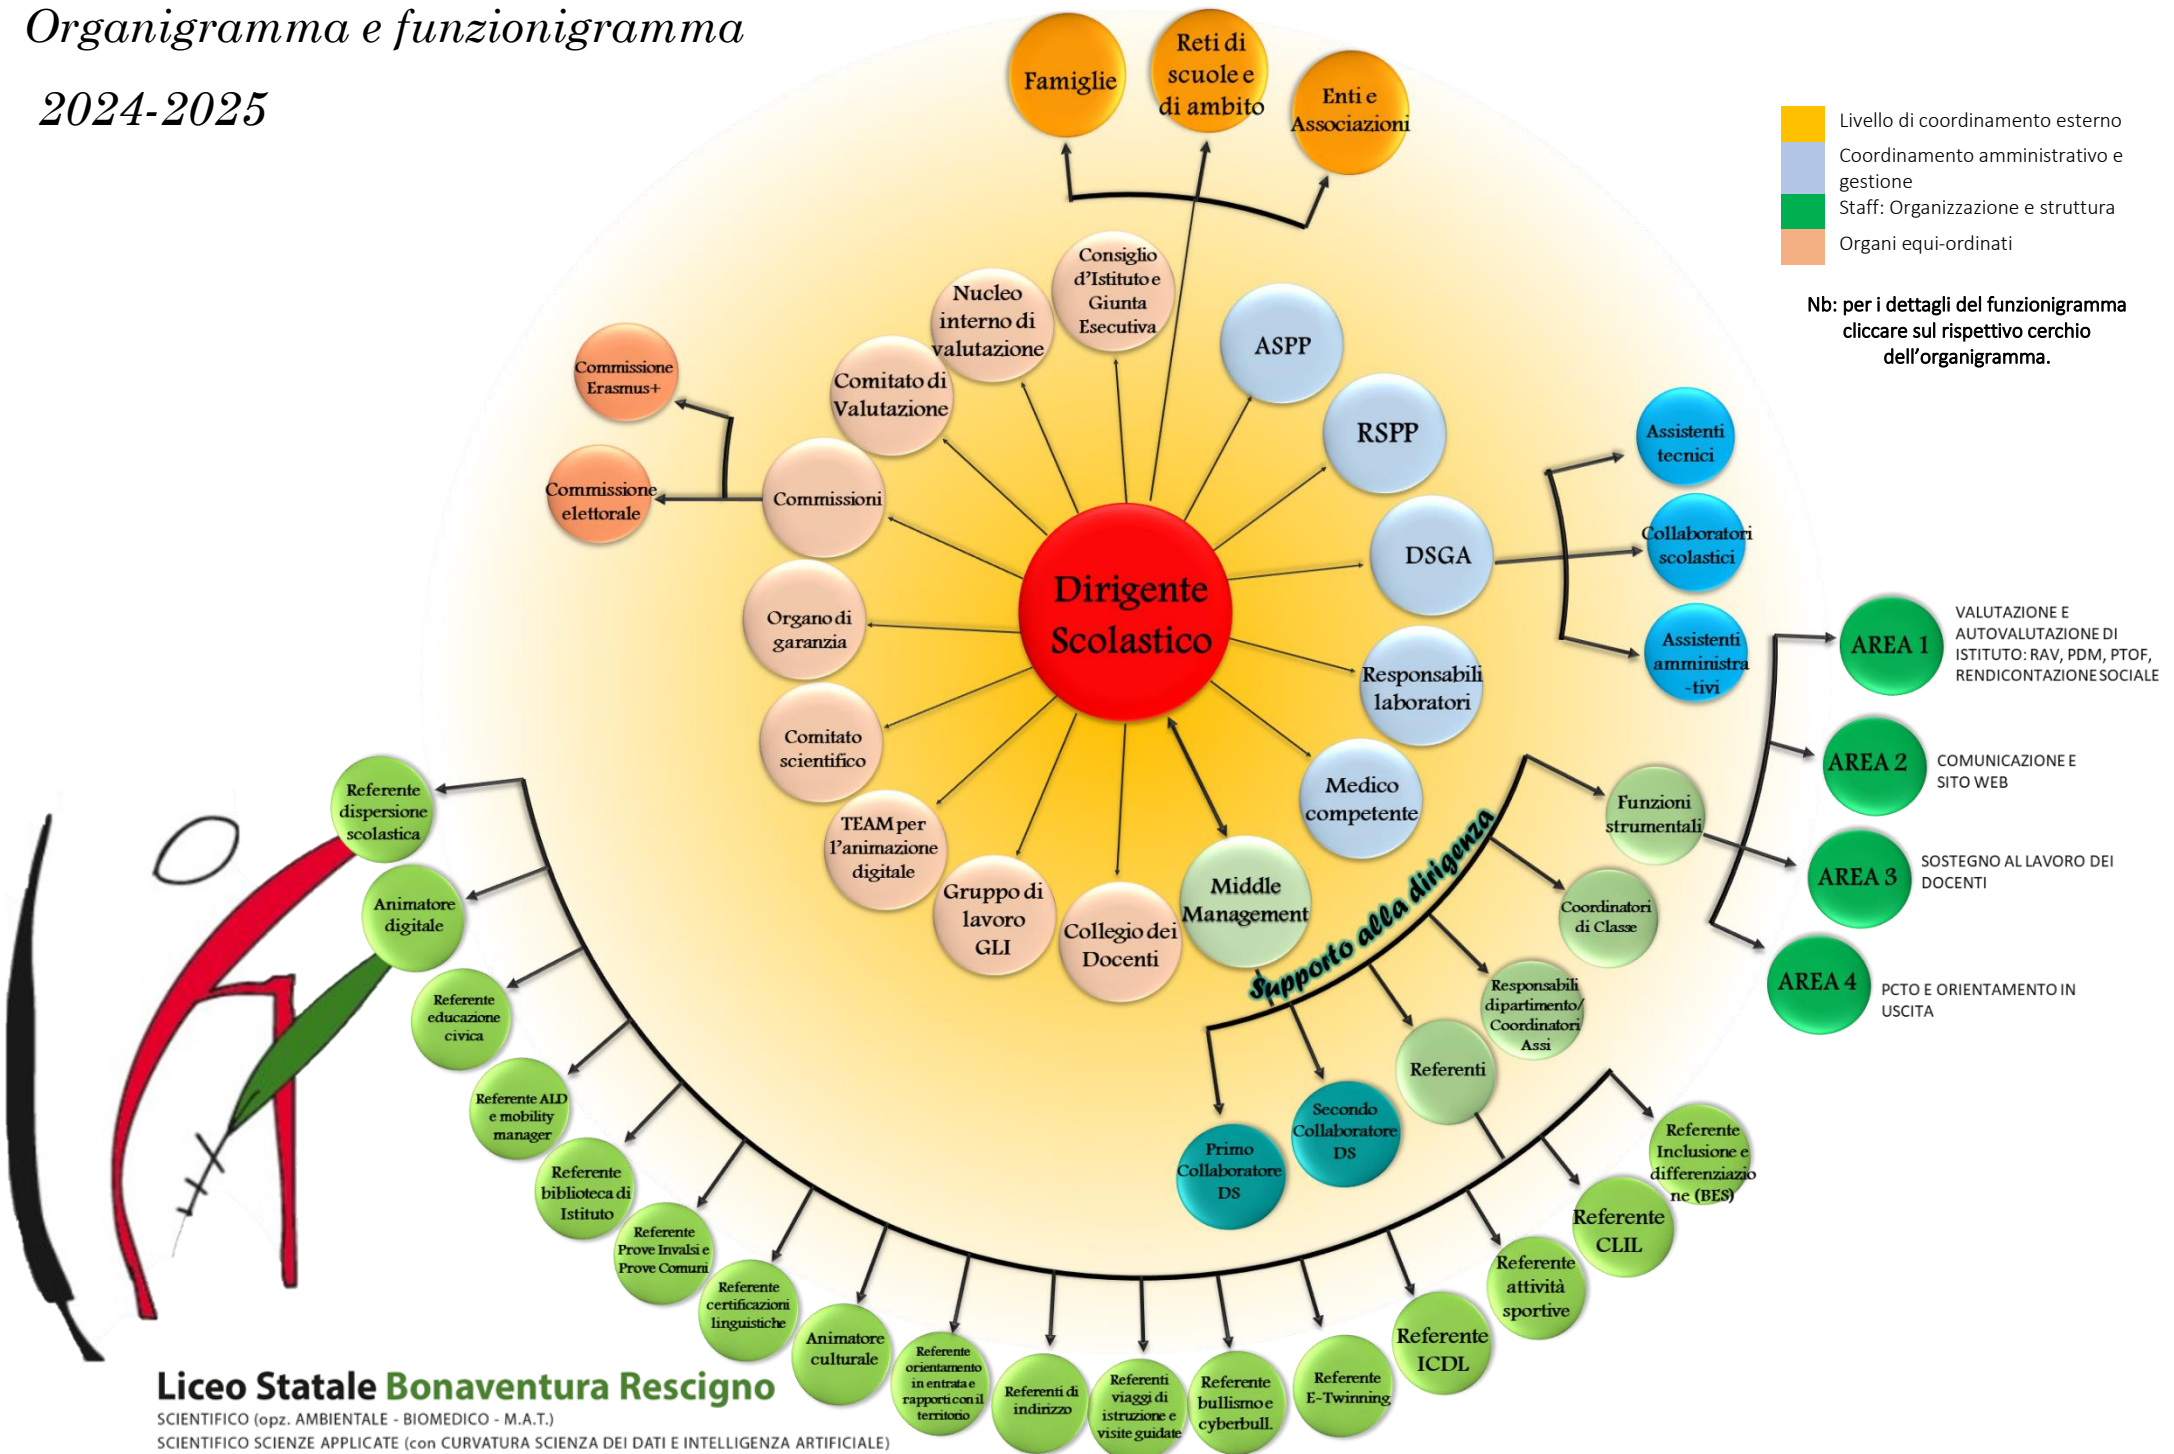 Organigramma e funzionigramma
2024-2025
Famiglie
Reti di
scuole e
di ambito
Enti e
Associazioni
Livello di coordinamento esterno
Coordinamento amministrativo e
gestione
Staff: Organizzazione e struttura
Organi equi-ordinati
Nb: per i dettagli del funzionigramma
cliccare sul rispettivo cerchio
dell'organigramma.
Consiglio
d'Istituto e
Giunta
Esecutiva
Nucleo
interno di
valutazione
Comitato di
Valutazione
Commissioni
Commissione
Erasmus+
Commissione
elettorale
Organo di
garanzia
Comitato
scientifico
TEAM per
l'animazione
digitale
Gruppo di
lavoro
GLI
Collegio dei
Docenti
Dirigente
Scolastico
ASPP
RSPP
DSGA
Responsabili
laboratori
Medico
competente
Middle
Management
Assistenti
tecnici
Collaboratori
scolastici
Assistenti
amministra
-tivi
Supporto alla dirigenza
Funzioni
strumentali
Coordinatori
di Classe
Responsabili
dipartimento/
Coordinatori
Assi
Referenti
Secondo
Collaboratore
DS
Primo
Collaboratore
DS
AREA 1
VALUTAZIONE E
AUTOVALUTAZIONE DI
ISTITUTO: RAV, PDM, PTOF,
RENDICONTAZIONE SOCIALE
AREA 2
COMUNICAZIONE E
SITO WEB
AREA 3
SOSTEGNO AL LAVORO DEI
DOCENTI
AREA 4
PCTO E ORIENTAMENTO IN
USCITA
Referente
dispersione
scolastica
Animatore
digitale
Referente
educazione
civica
Referente ALD
e mobility
manager
Referente
biblioteca di
Istituto
Referente
Prove Invalsi e
Prove Comuni
Referente
certificazioni
linguistiche
Animatore
culturale
Referente
orientamento
in entrata e
rapporti con il
territorio
Referenti di
indirizzo
Referenti
viaggi di
istruzione e
visite guidate
Referente
bullismo e
cyberbull.
Referente
E-Twinning
Referente
ICDL
Referente
attività
sportive
Referente
CLIL
Referente
Inclusione e
differenziazio
ne (BES)
Liceo Statale Bonaventura Rescigno
SCIENTIFICO (opz. AMBIENTALE - BIOMEDICO - M.A.T.)
SCIENTIFICO SCIENZE APPLICATE (con CURVATURA SCIENZA DEI DATI E INTELLIGENZA ARTIFICIALE)